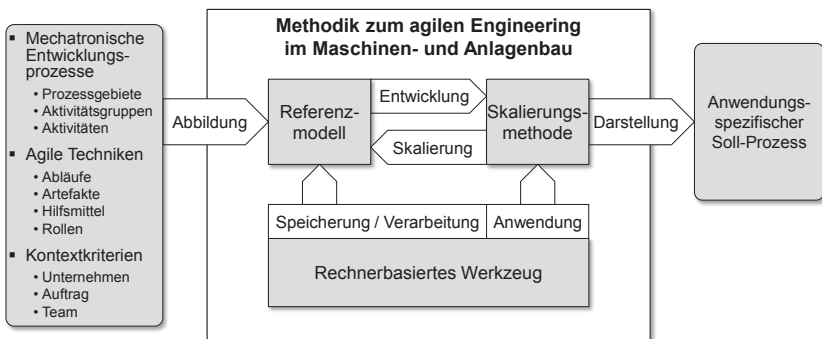 ▪ Mechatronische
Entwicklungs-
prozesse
• Prozessgebiete
• Aktivitätsgruppen
• Aktivitäten
▪ Agile Techniken
• Abläufe
• Artefakte
• Hilfsmittel
• Rollen
▪ Kontextkriterien
• Unternehmen
• Auftrag
• Team
Abbildung
Methodik zum agilen Engineering
im Maschinen- und Anlagenbau
Referenz-
modell
Entwicklung
Skalierung
Skalierungs-
methode
Darstellung
Anwendungs-
spezifischer
Soll-Prozess
Speicherung / Verarbeitung
Anwendung
Rechnerbasiertes Werkzeug